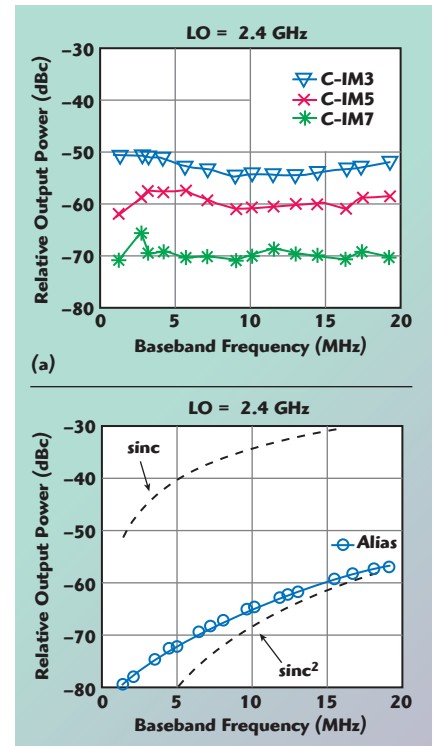 LO = 2.4 GHz
Relative Output Power (dBc)
−30
−40
−50
−60
−70
−80
C-IM3
C-IM5
C-IM7
0
5
10
15
20
Baseband Frequency (MHz)
(a)
LO = 2.4 GHz
Relative Output Power (dBc)
−30
−40
−50
−60
−70
−80
sinc
Alias
sinc²
0
5
10
15
20
Baseband Frequency (MHz)